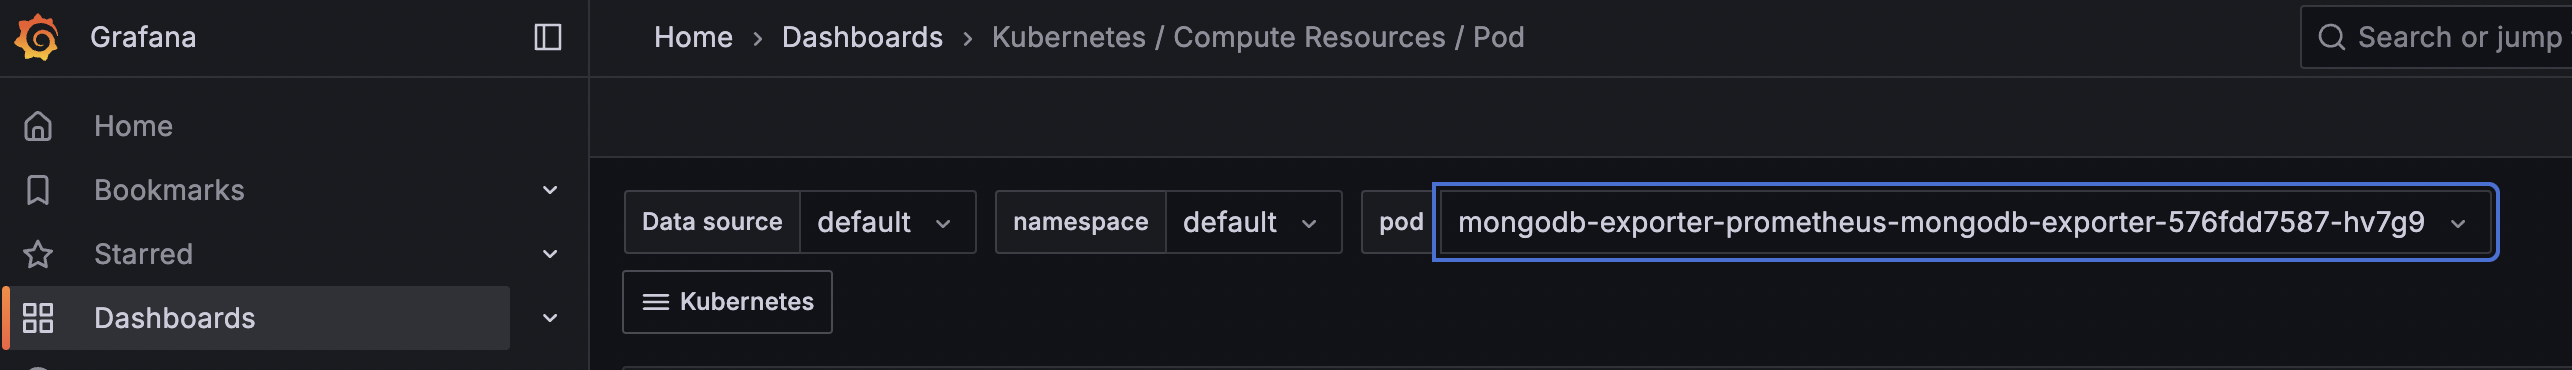 Grafana
Home › Dashboards › Kubernetes / Compute Resources / Pod
Search or jump
Home
Bookmarks
Starred
Dashboards
Data source default
namespace default
pod mongodb-exporter-prometheus-mongodb-exporter-576fdd7587-hv7g9
Kubernetes